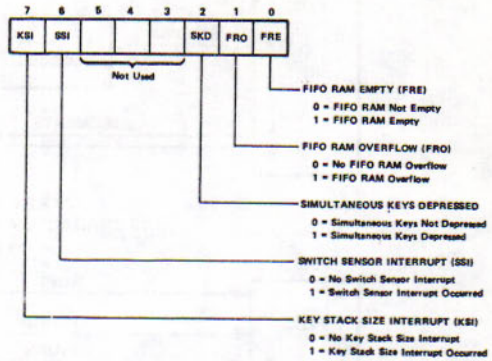 7 6 5 4 3 2 1 0
KSI SSI SKD FRO FRE
Not Used
FIFO RAM EMPTY (FRE)
0 = FIFO RAM Not Empty
1 = FIFO RAM Empty
FIFO RAM OVERFLOW (FRO)
0 = No FIFO RAM Overflow
1 = FIFO RAM Overflow
SIMULTANEOUS KEYS DEPRESSED
0 = Simultaneous Keys Not Depressed
1 = Simultaneous Keys Depressed
SWITCH SENSOR INTERRUPT (SSI)
0 = No Switch Sensor Interrupt
1 = Switch Sensor Interrupt Occurred
KEY STACK SIZE INTERRUPT (KSI)
0 = No Key Stack Size Interrupt
1 = Key Stack Size Interrupt Occurred